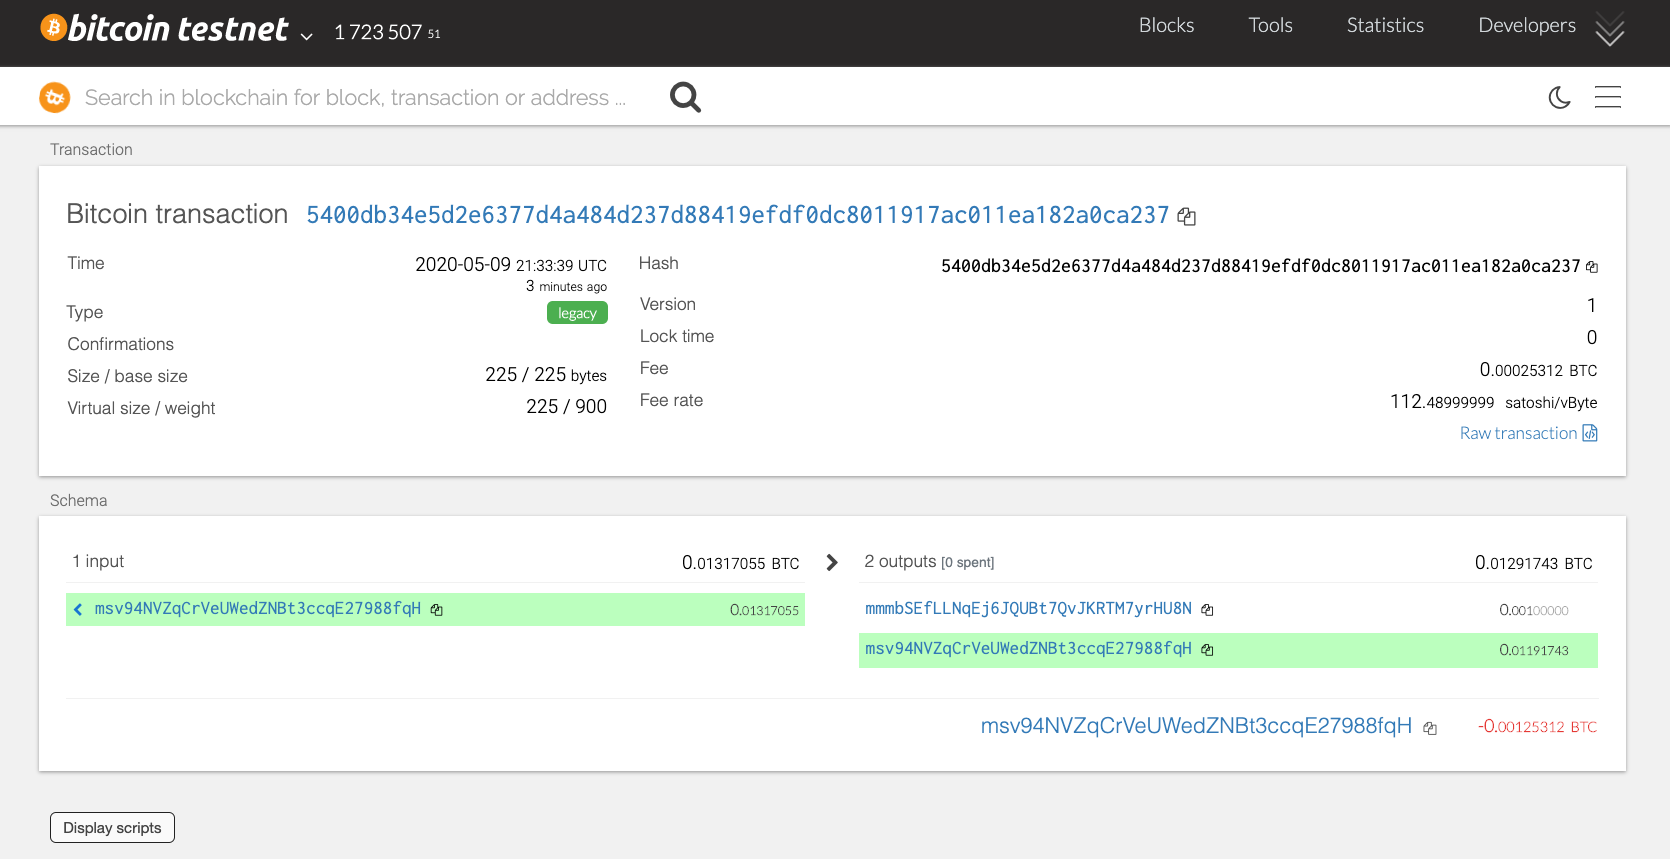 bitcoin testnet 1 723 507 51 Blocks Tools Statistics Developers
Search in blockchain for block, transaction or address ...
Transaction
Bitcoin transaction 5400db34e5d2e6377d4a484d237d88419efdf0dc8011917ac011ea182a0ca237
Time 2020-05-09 21:33:39 UTC
3 minutes ago
Type legacy
Confirmations
Size / base size 225 / 225 bytes
Virtual size / weight 225 / 900
Hash 5400db34e5d2e6377d4a484d237d88419efdf0dc8011917ac011ea182a0ca237
Version 1
Lock time 0
Fee 0.00025312 BTC
Fee rate 112.48999999 satoshi/vByte
Raw transaction
Schema
1 input 0.01317055 BTC
msv94NVZqCrVeUWedZNBt3ccqE27988fqH 0.01317055
2 outputs [0 spent] 0.01291743 BTC
mmmbSEfLLNqEj6JQUBt7QvJKRTM7yrHU8N 0.00100000
msv94NVZqCrVeUWedZNBt3ccqE27988fqH 0.01191743
msv94NVZqCrVeUWedZNBt3ccqE27988fqH -0.00125312 BTC
Display scripts